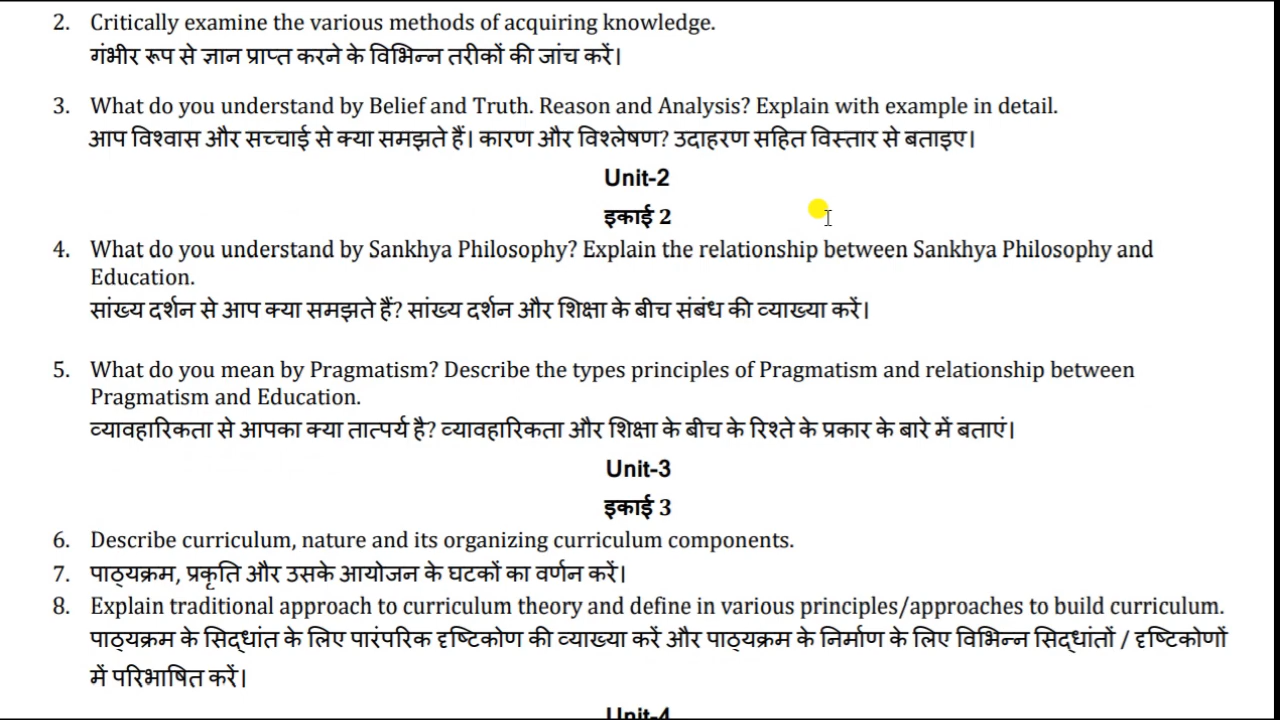 2. Critically examine the various methods of acquiring knowledge.
गंभीर रूप से ज्ञान प्राप्त करने के विभिन्न तरीकों की जांच करें।
3. What do you understand by Belief and Truth. Reason and Analysis? Explain with example in detail.
आप विश्वास और सच्चाई से क्या समझते हैं। कारण और विश्लेषण? उदाहरण सहित विस्तार से बताइए।
Unit-2
इकाई 2
4. What do you understand by Sankhya Philosophy? Explain the relationship between Sankhya Philosophy and
Education.
सांख्य दर्शन से आप क्या समझते हैं? सांख्य दर्शन और शिक्षा के बीच संबंध की व्याख्या करें।
5. What do you mean by Pragmatism? Describe the types principles of Pragmatism and relationship between
Pragmatism and Education.
व्यावहारिकता से आपका क्या तात्पर्य है? व्यावहारिकता और शिक्षा के बीच के रिश्ते के प्रकार के बारे में बताएं।
Unit-3
इकाई 3
6. Describe curriculum, nature and its organizing curriculum components.
7. पाठ्यक्रम, प्रकृति और उसके आयोजन के घटकों का वर्णन करें।
8. Explain traditional approach to curriculum theory and define in various principles/approaches to build curriculum.
पाठ्यक्रम के सिद्धांत के लिए पारंपरिक दृष्टिकोण की व्याख्या करें और पाठ्यक्रम के निर्माण के लिए विभिन्न सिद्धांतों / दृष्टिकोणों
में परिभाषित करें।
Unit-4